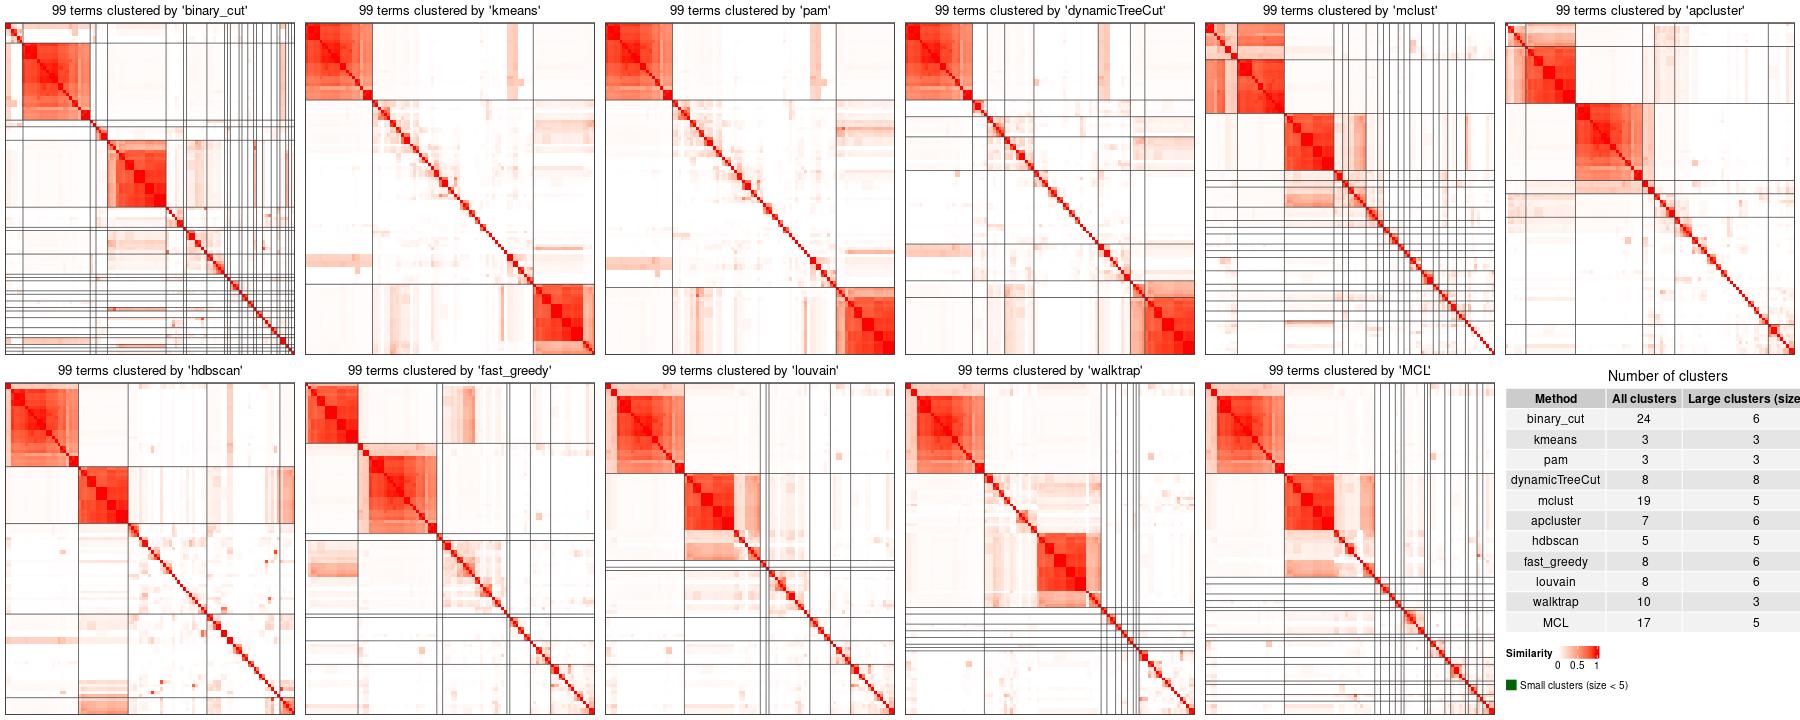 99 terms clustered by 'binary_cut'
99 terms clustered by 'kmeans'
99 terms clustered by 'pam'
99 terms clustered by 'dynamicTreeCut'
99 terms clustered by 'mclust'
99 terms clustered by 'apcluster'
99 terms clustered by 'hdbscan'
99 terms clustered by 'fast_greedy'
99 terms clustered by 'louvain'
99 terms clustered by 'walktrap'
99 terms clustered by 'MCL'
Number of clusters
Method All clusters Large clusters (size
binary_cut 24 6
kmeans 3 3
pam 3 3
dynamicTreeCut 8 8
mclust 19 5
apcluster 7 6
hdbscan 5 5
fast_greedy 8 6
louvain 8 6
walktrap 10 3
MCL 17 5
Similarity
0 0.5 1
Small clusters (size < 5)